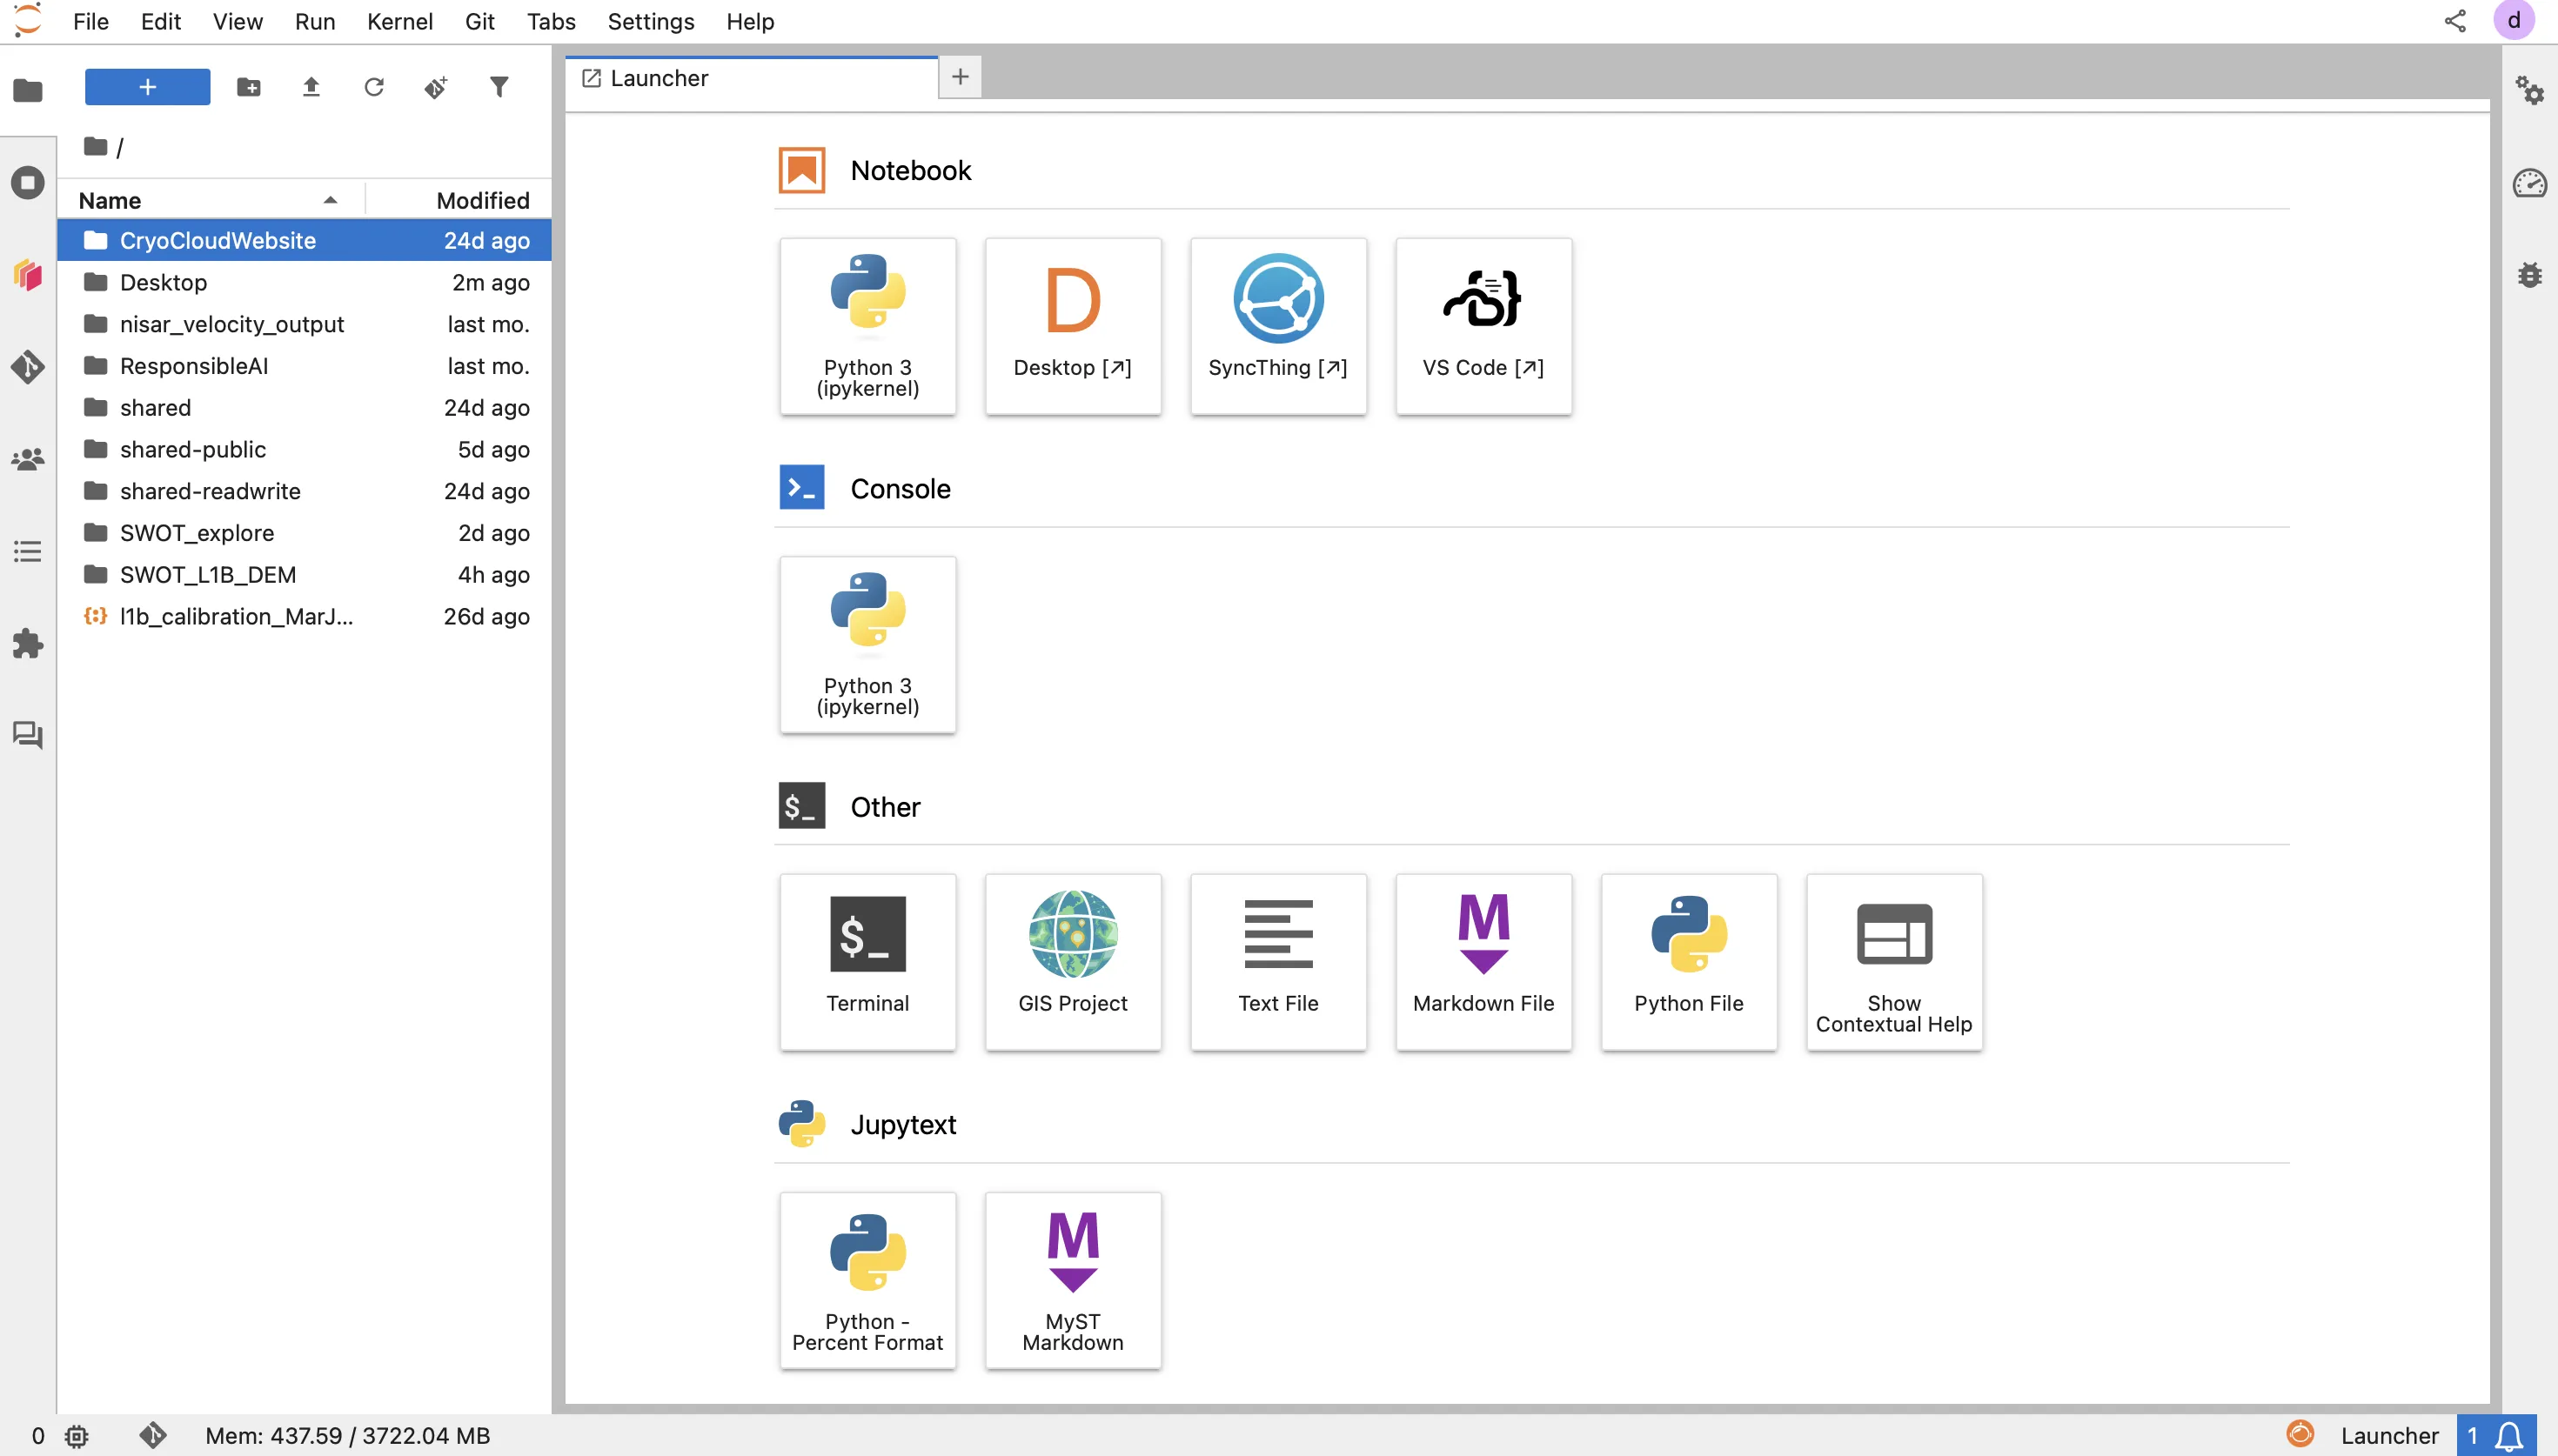 File Edit View Run Kernel Git Tabs Settings Help
d
+
/
Name Modified
CryoCloudWebsite 24d ago
Desktop 2m ago
nisar_velocity_output last mo.
ResponsibleAI last mo.
shared 24d ago
shared-public 5d ago
shared-readwrite 24d ago
SWOT_explore 2d ago
SWOT_L1B_DEM 4h ago
l1b_calibration_MarJ... 26d ago
Launcher
+
Notebook
Python 3
(ipykernel)
D
Desktop [↗]
SyncThing [↗]
VS Code [↗]
>_ Console
Python 3
(ipykernel)
$_ Other
$_
Terminal
GIS Project
Text File
M
Markdown File
Python File
Show
Contextual Help
Jupytext
Python -
Percent Format
M
MyST
Markdown
0 Mem: 437.59 / 3722.04 MB
Launcher 1